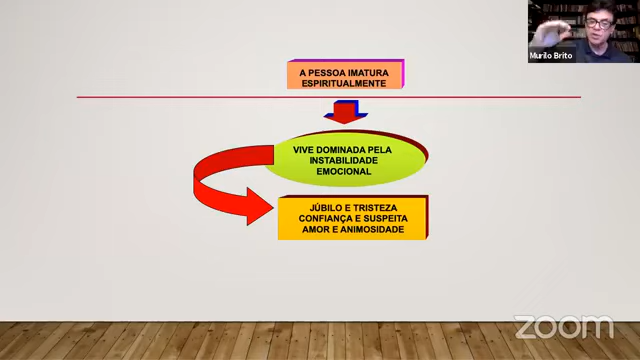 Murilo Brito
A PESSOA IMATURA
ESPIRITUALMENTE
VIVE DOMINADA PELA
INSTABILIDADE
EMOCIONAL
JÚBILO E TRISTEZA
CONFIANÇA E SUSPEITA
AMOR E ANIMOSIDADE
zoom